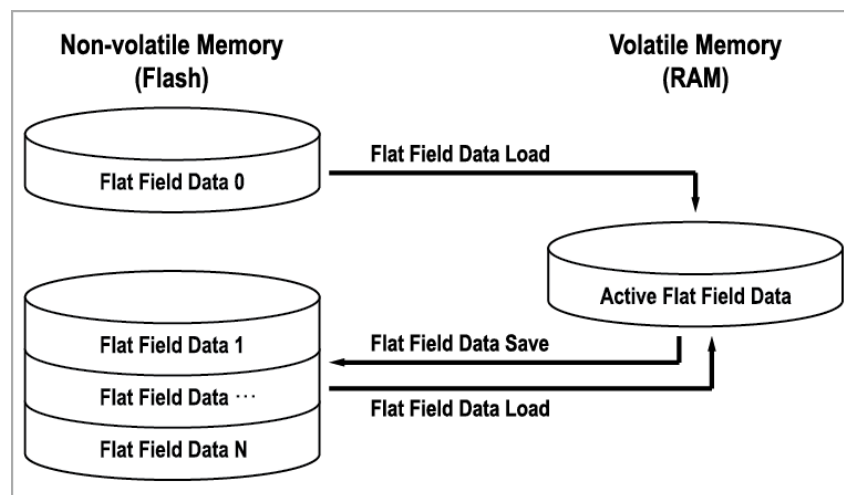 Non-volatile Memory
(Flash)
Volatile Memory
(RAM)
Flat Field Data 0
Flat Field Data Load
Active Flat Field Data
Flat Field Data 1
Flat Field Data Save
Flat Field Data ⋯
Flat Field Data Load
Flat Field Data N